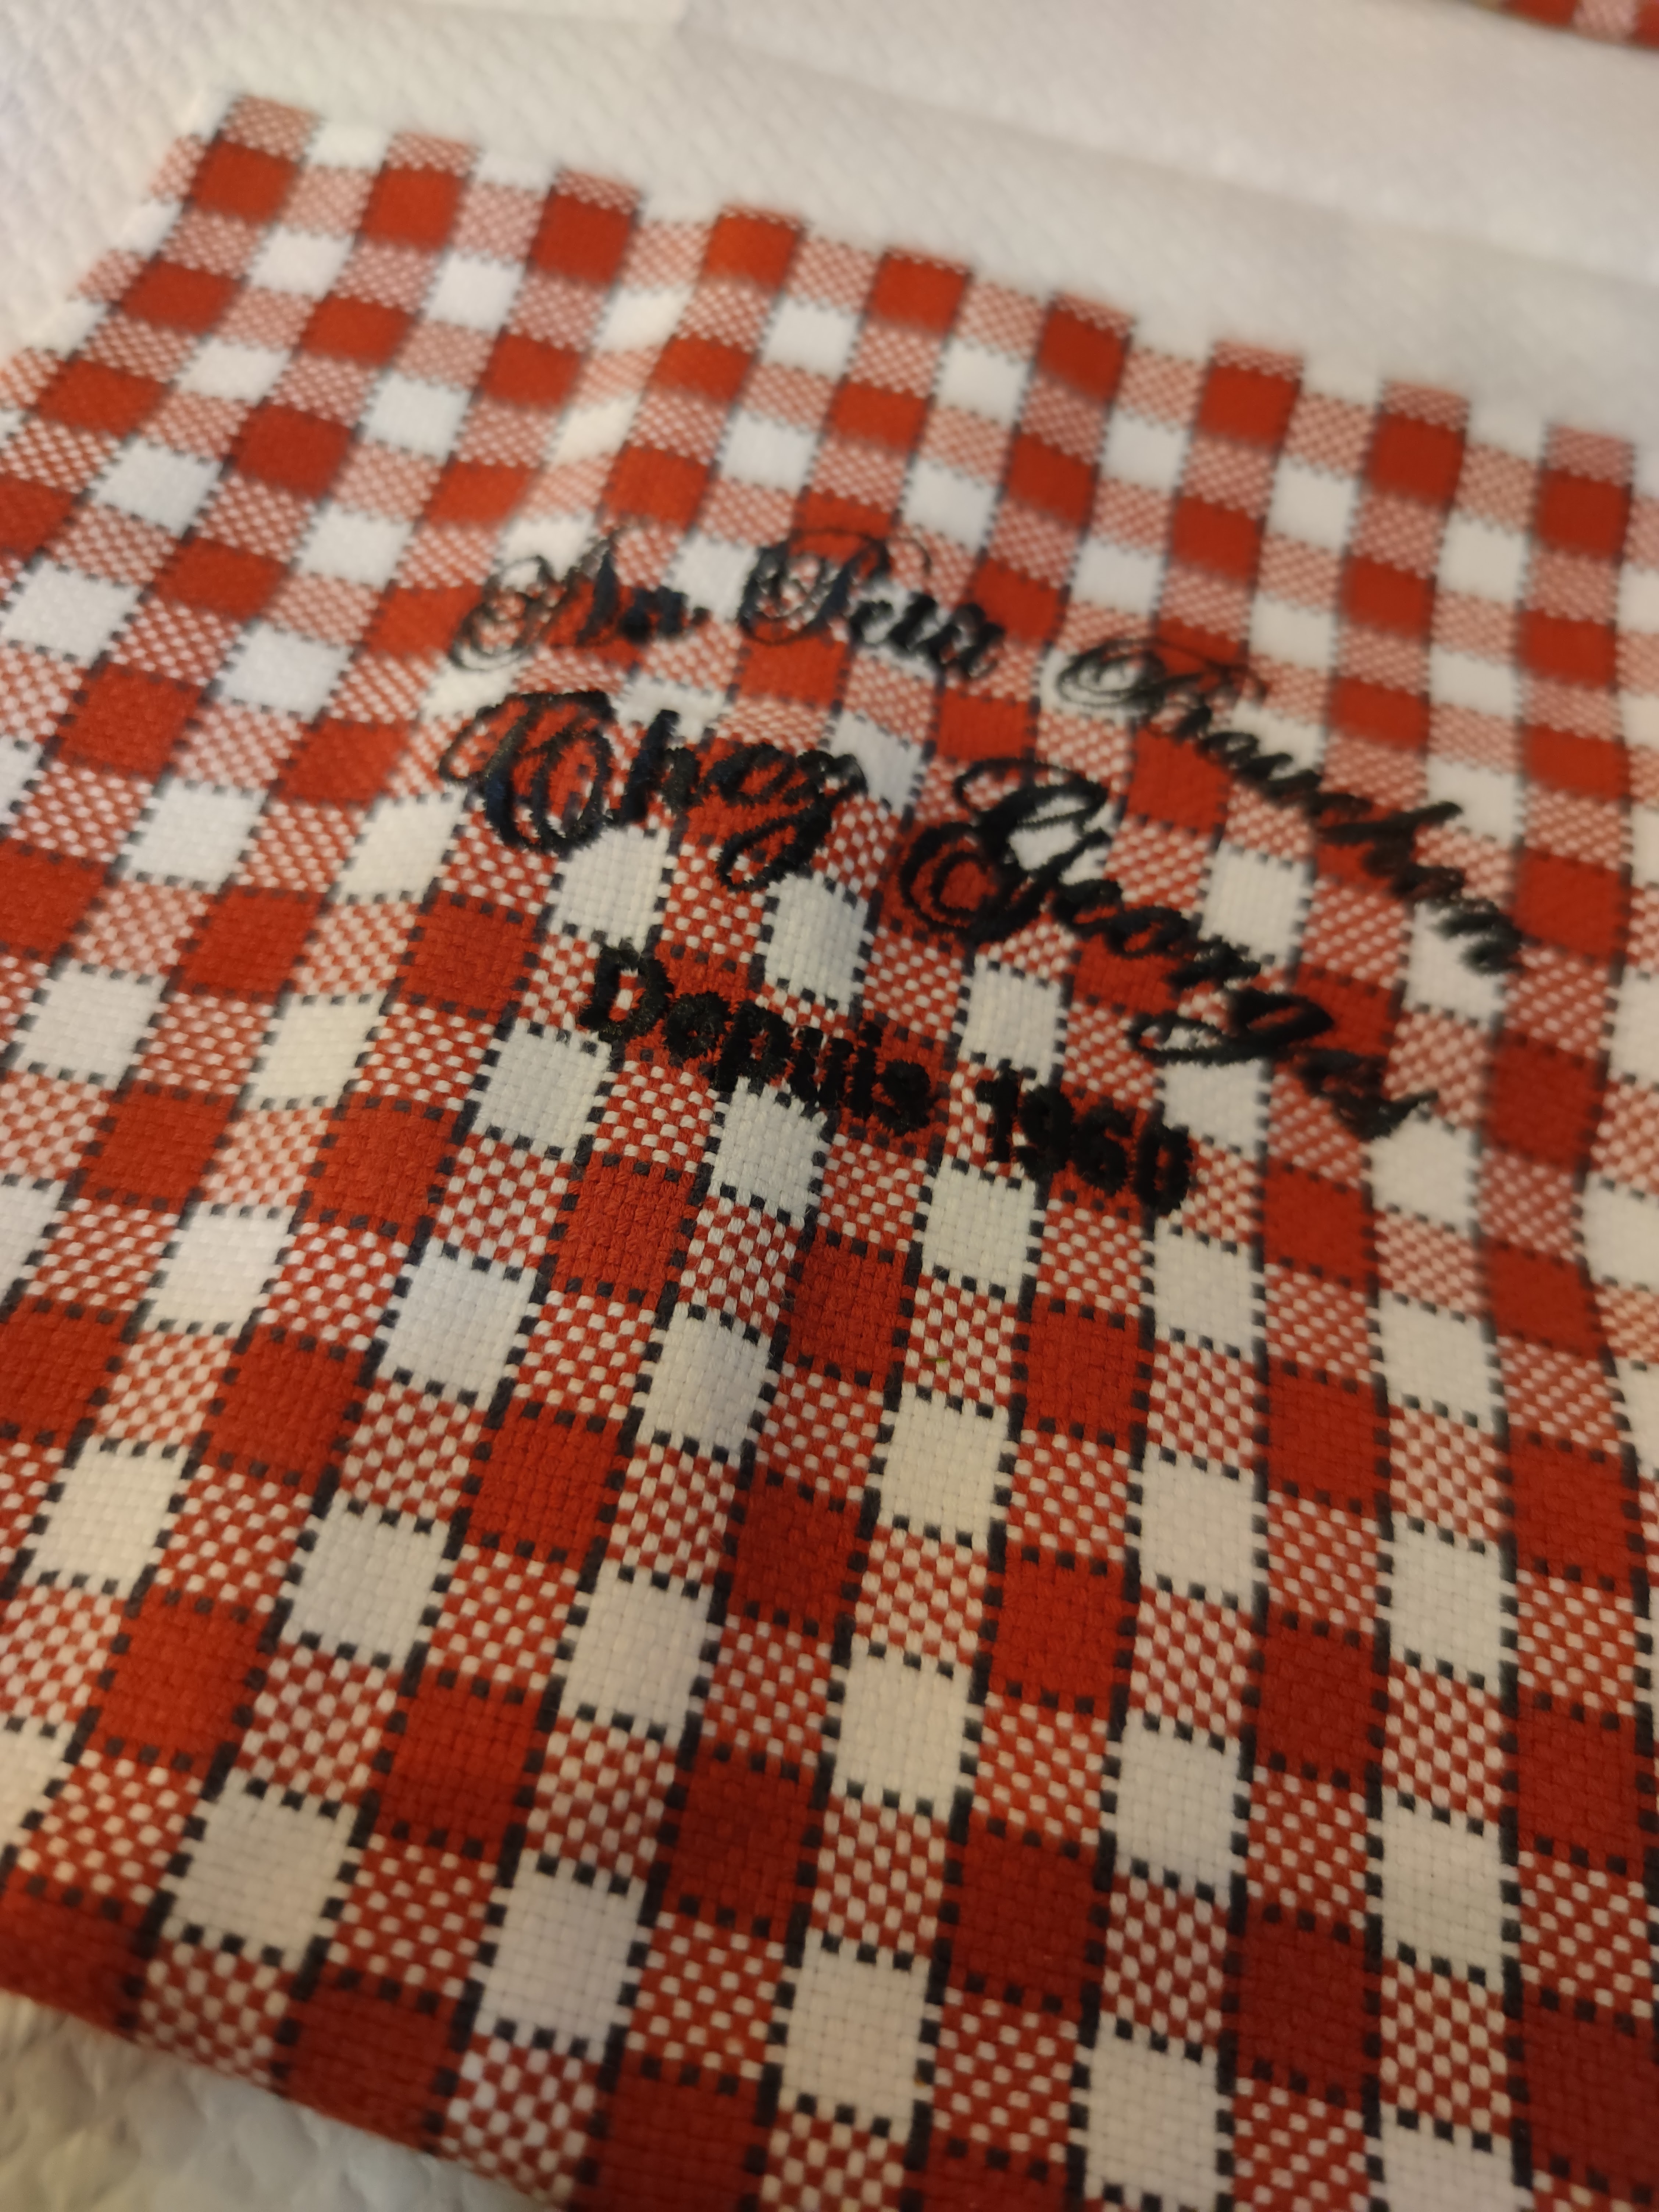 Au Petit Bouchon
Chez Georges
Depuis 1960